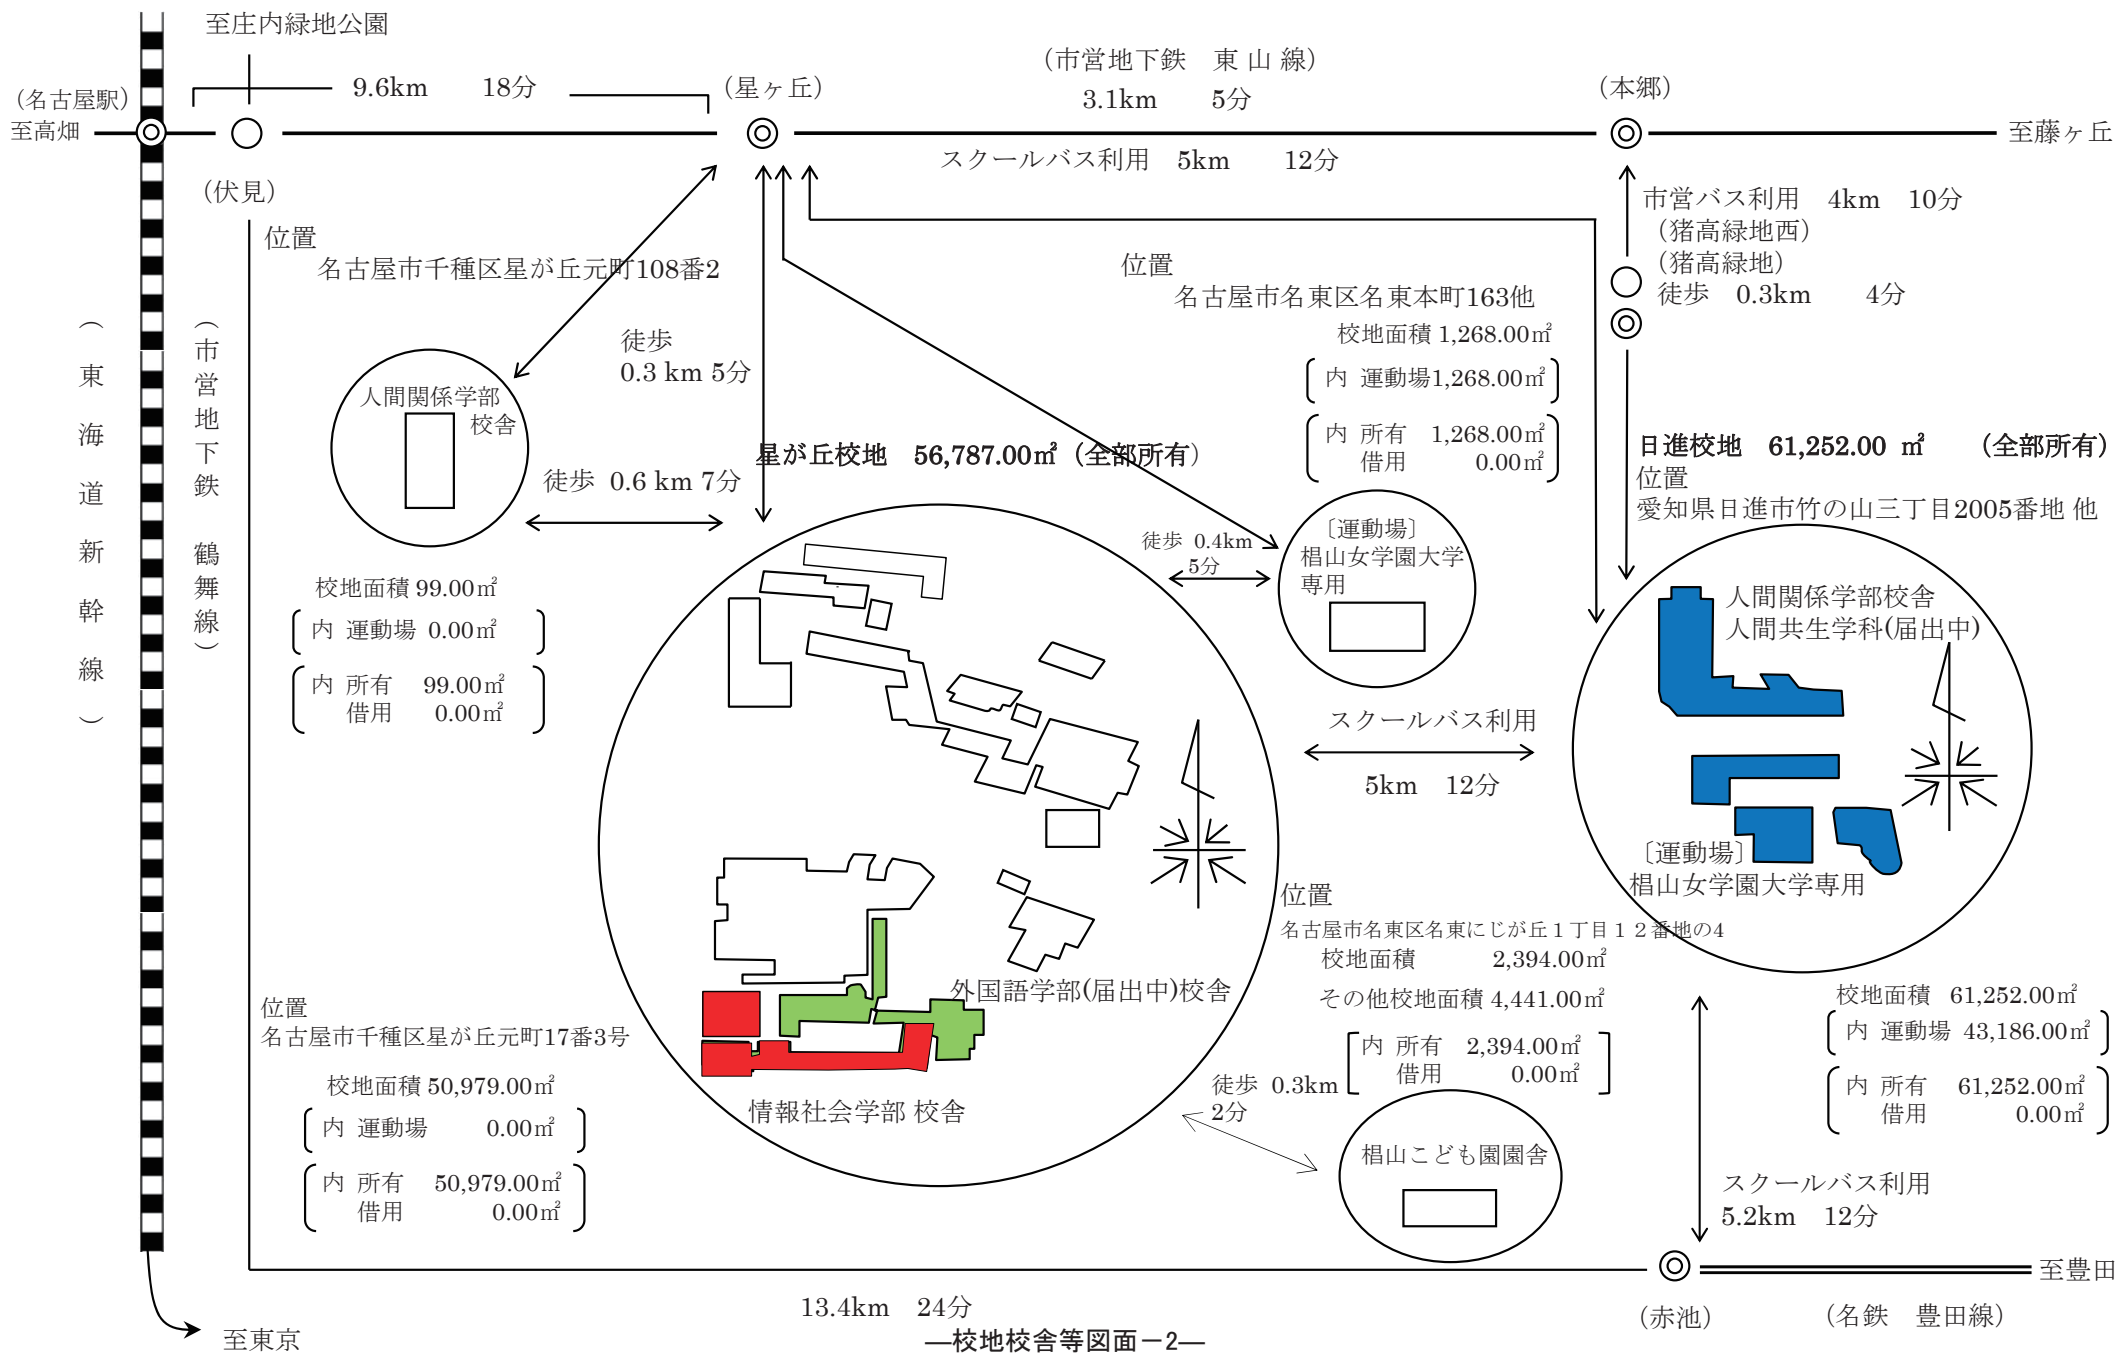 至庄内緑地公園
(名古屋駅)
至高畑
9.6km 18分
(星ヶ丘)
(市営地下鉄 東山線)
3.1km 5分
(本郷)
至藤ヶ丘
スクールバス利用 5km 12分
(伏見)
位置
名古屋市千種区星が丘元町108番2
市営バス利用 4km 10分
(猪高緑地西)
(猪高緑地)
徒歩 0.3km 4分
位置
名古屋市名東区名東本町163他
校地面積 1,268.00㎡
内 運動場1,268.00㎡
内 所有 1,268.00㎡
借用 0.00㎡
(東海道新幹線)
(市営地下鉄 鶴舞線)
徒歩
0.3 km 5分
人間関係学部
校舎
星が丘校地 56,787.00㎡(全部所有)
徒歩 0.6 km 7分
日進校地 61,252.00 ㎡ (全部所有)
位置
愛知県日進市竹の山三丁目2005番地 他
〔運動場〕
椙山女学園大学
専用
徒歩 0.4km
5分
校地面積 99.00㎡
内 運動場 0.00㎡
内 所有 99.00㎡
借用 0.00㎡
人間関係学部校舎
人間共生学科(届出中)
スクールバス利用
5km 12分
〔運動場〕
椙山女学園大学専用
位置
名古屋市名東区名東にじが丘1丁目12番地の4
校地面積 2,394.00㎡
その他校地面積 4,441.00㎡
内 所有 2,394.00㎡
借用 0.00㎡
外国語学部(届出中)校舎
位置
名古屋市千種区星が丘元町17番3号
校地面積 50,979.00㎡
内 運動場 0.00㎡
内 所有 50,979.00㎡
借用 0.00㎡
情報社会学部 校舎
徒歩 0.3km
2分
椙山こども園園舎
校地面積 61,252.00㎡
内 運動場 43,186.00㎡
内 所有 61,252.00㎡
借用 0.00㎡
スクールバス利用
5.2km 12分
至豊田
13.4km 24分
(赤池)
(名鉄 豊田線)
至東京
―校地校舎等図面－2―